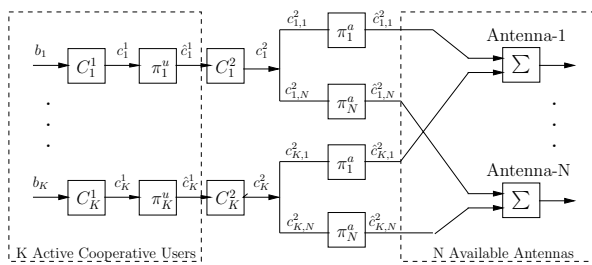 b_1 C_1^1 c_1^1 π_1^u ĉ_1^1 C_1^2 c_1^2
c_{1,1}^2 π_1^a ĉ_{1,1}^2
c_{1,N}^2 π_N^a ĉ_{1,N}^2
Antenna-1
Σ
b_K C_K^1 c_K^1 π_K^u ĉ_K^1 C_K^2 c_K^2
c_{K,1}^2 π_1^a ĉ_{K,1}^2
c_{K,N}^2 π_N^a ĉ_{K,N}^2
Antenna-N
Σ
K Active Cooperative Users
N Available Antennas